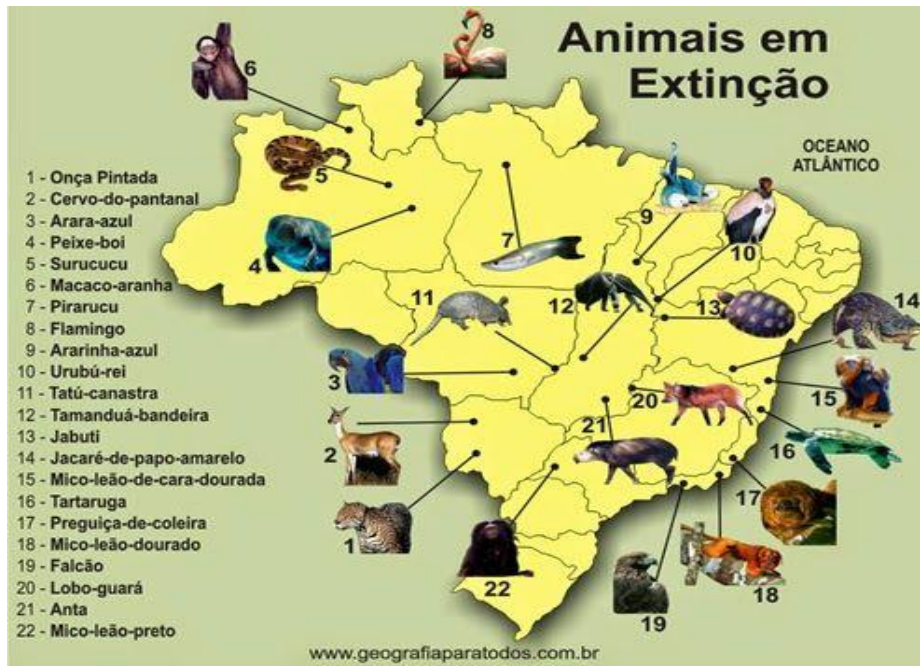 Animais em
Extinção
OCEANO
ATLÂNTICO
1 - Onça Pintada
2 - Cervo-do-pantanal
3 - Arara-azul
4 - Peixe-boi
5 - Surucucu
6 - Macaco-aranha
7 - Pirarucu
8 - Flamingo
9 - Ararinha-azul
10 - Urubú-rei
11 - Tatú-canastra
12 - Tamanduá-bandeira
13 - Jabuti
14 - Jacaré-de-papo-amarelo
15 - Mico-leão-de-cara-dourada
16 - Tartaruga
17 - Preguiça-de-coleira
18 - Mico-leão-dourado
19 - Falcão
20 - Lobo-guará
21 - Anta
22 - Mico-leão-preto
8
6
5
4
7
9
10
11
12
13
14
3
15
20
2
21
16
17
1
22
18
19
www.geografiaparatodos.com.br